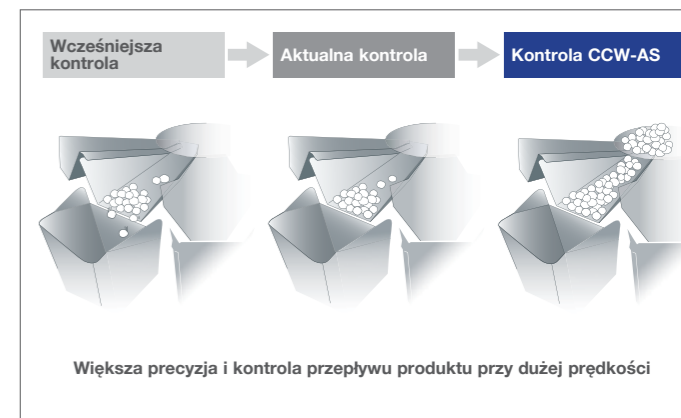 Wcześniejsza
kontrola
Aktualna kontrola
Kontrola CCW-AS
Większa precyzja i kontrola przepływu produktu przy dużej prędkości